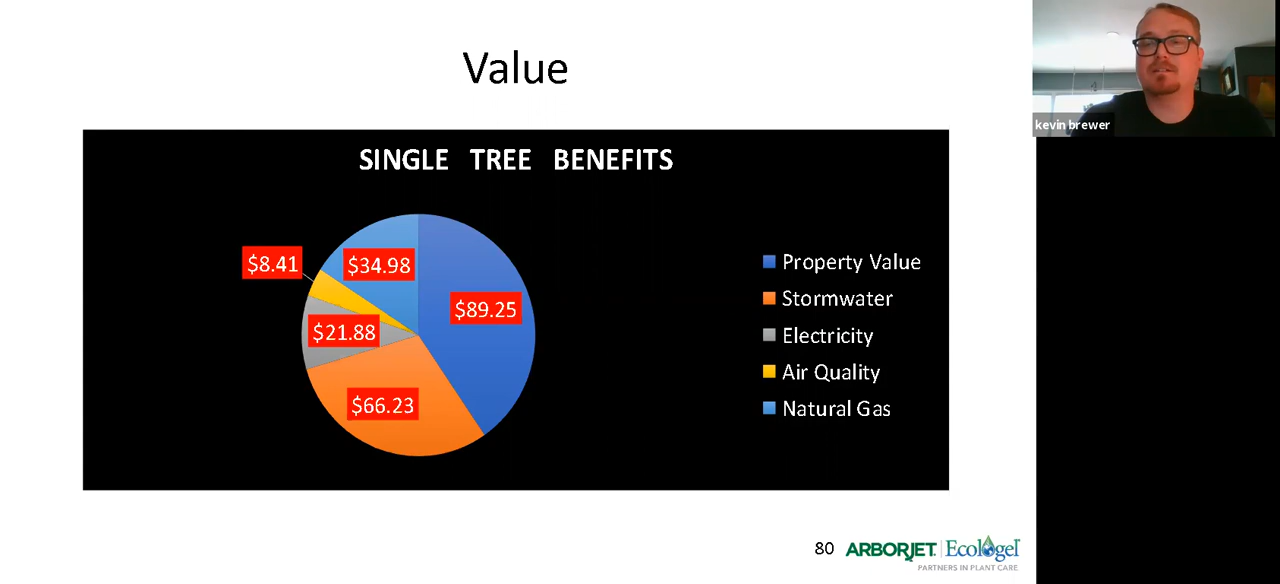 Value
SINGLE TREE BENEFITS
$8.41
$34.98
$89.25
$21.88
$66.23
Property Value
Stormwater
Electricity
Air Quality
Natural Gas
80
ARBORJET
Ecologel
PARTNERS IN PLANT CARE
kevin brewer